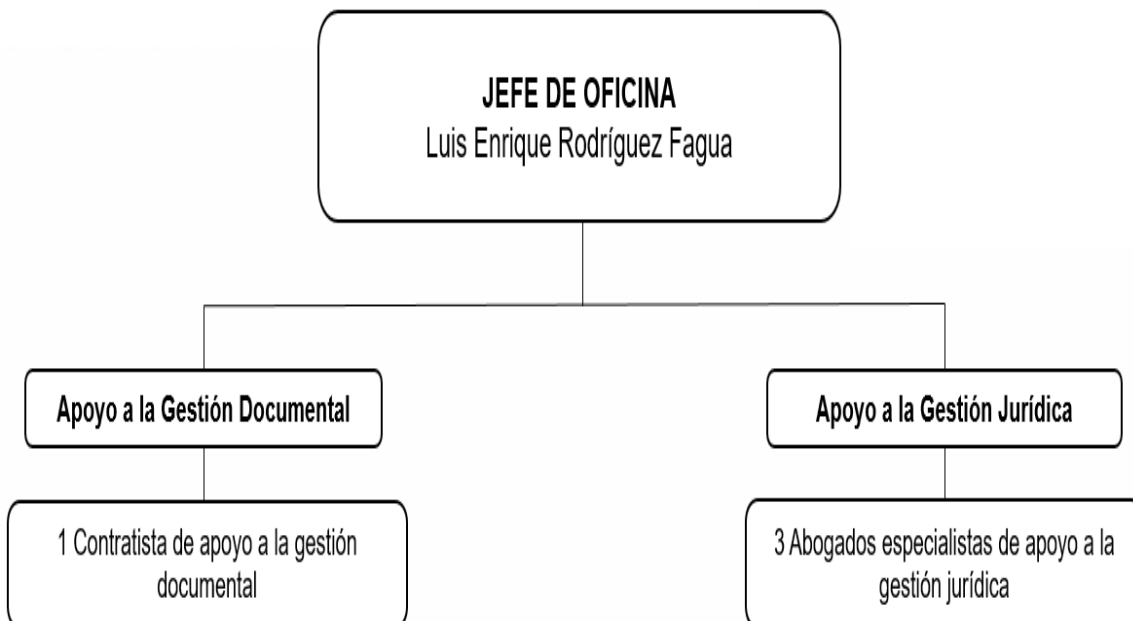 JEFE DE OFICINA
Luis Enrique Rodríguez Fagua
Apoyo a la Gestión Documental
1 Contratista de apoyo a la gestión
documental
Apoyo a la Gestión Jurídica
3 Abogados especialistas de apoyo a la
gestión jurídica